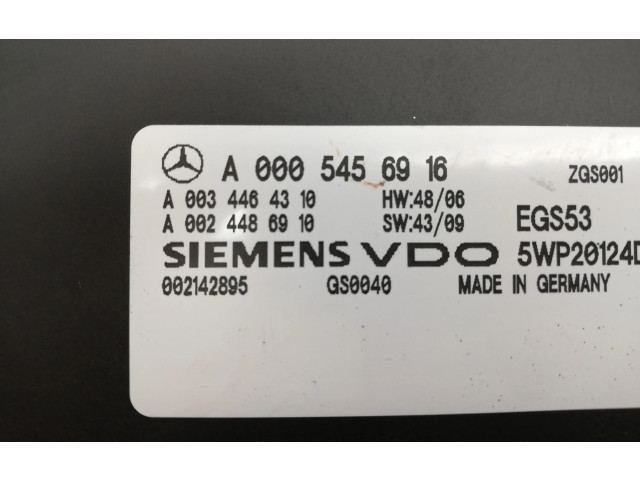 A 000 545 69 16
ZGS001
A 003 446 43 10 HW:48/06
A 002 448 69 10 SW:43/09 EGS53
SIEMENS VDO 5WP20124D
002142895 GS0040 MADE IN GERMANY